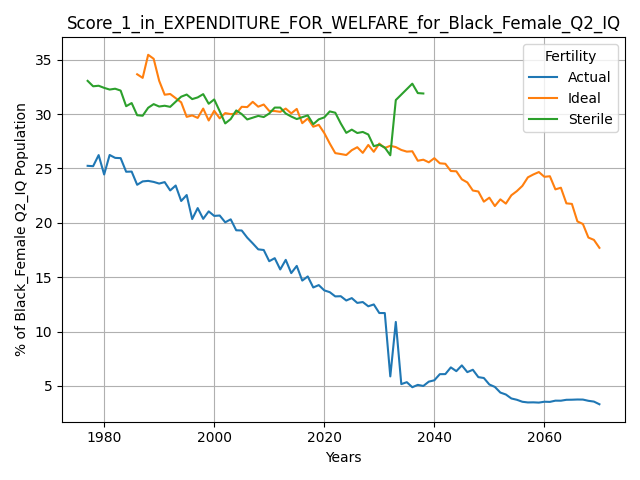 Score_1_in_EXPENDITURE_FOR_WELFARE_for_Black_Female_Q2_IQ
% of Black_Female Q2_IQ Population
35
30
25
20
15
10
5
Fertility
Actual
Ideal
Sterile
1980 2000 2020 2040 2060
Years